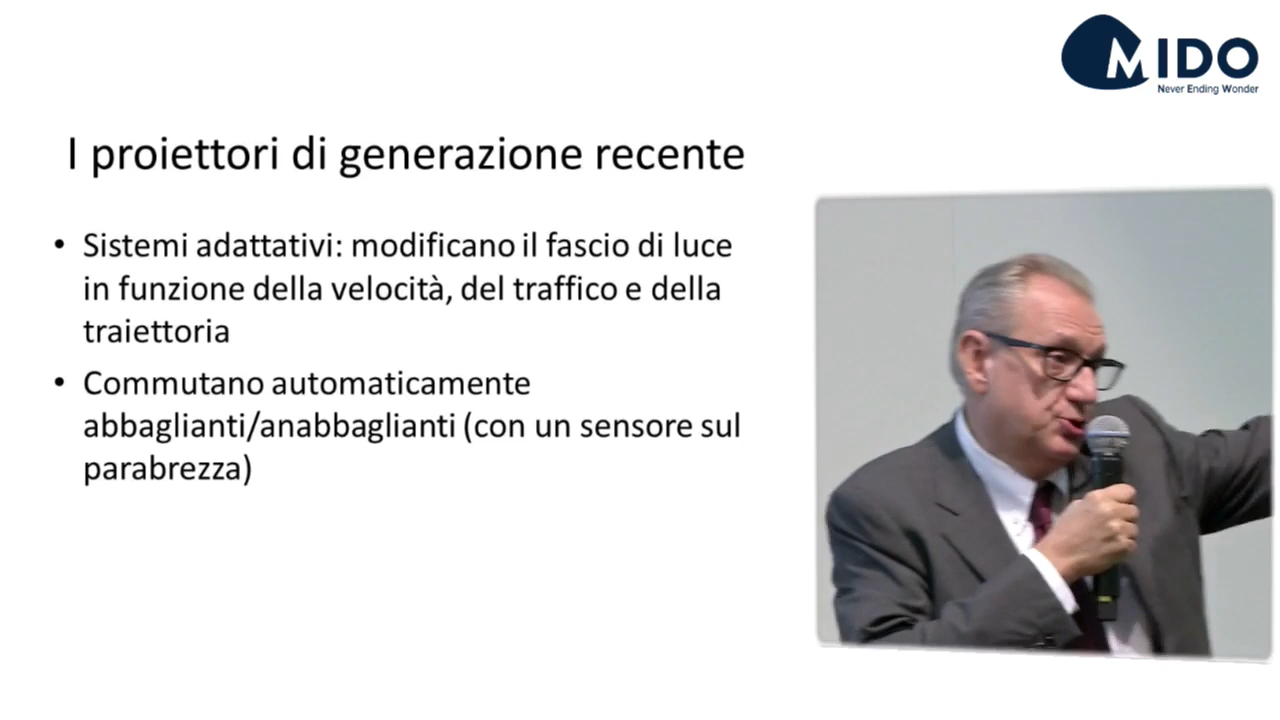 MIDO
Never Ending Wonder
I proiettori di generazione recente
• Sistemi adattativi: modificano il fascio di luce
in funzione della velocità, del traffico e della
traiettoria
• Commutano automaticamente
abbaglianti/anabbaglianti (con un sensore sul
parabrezza)